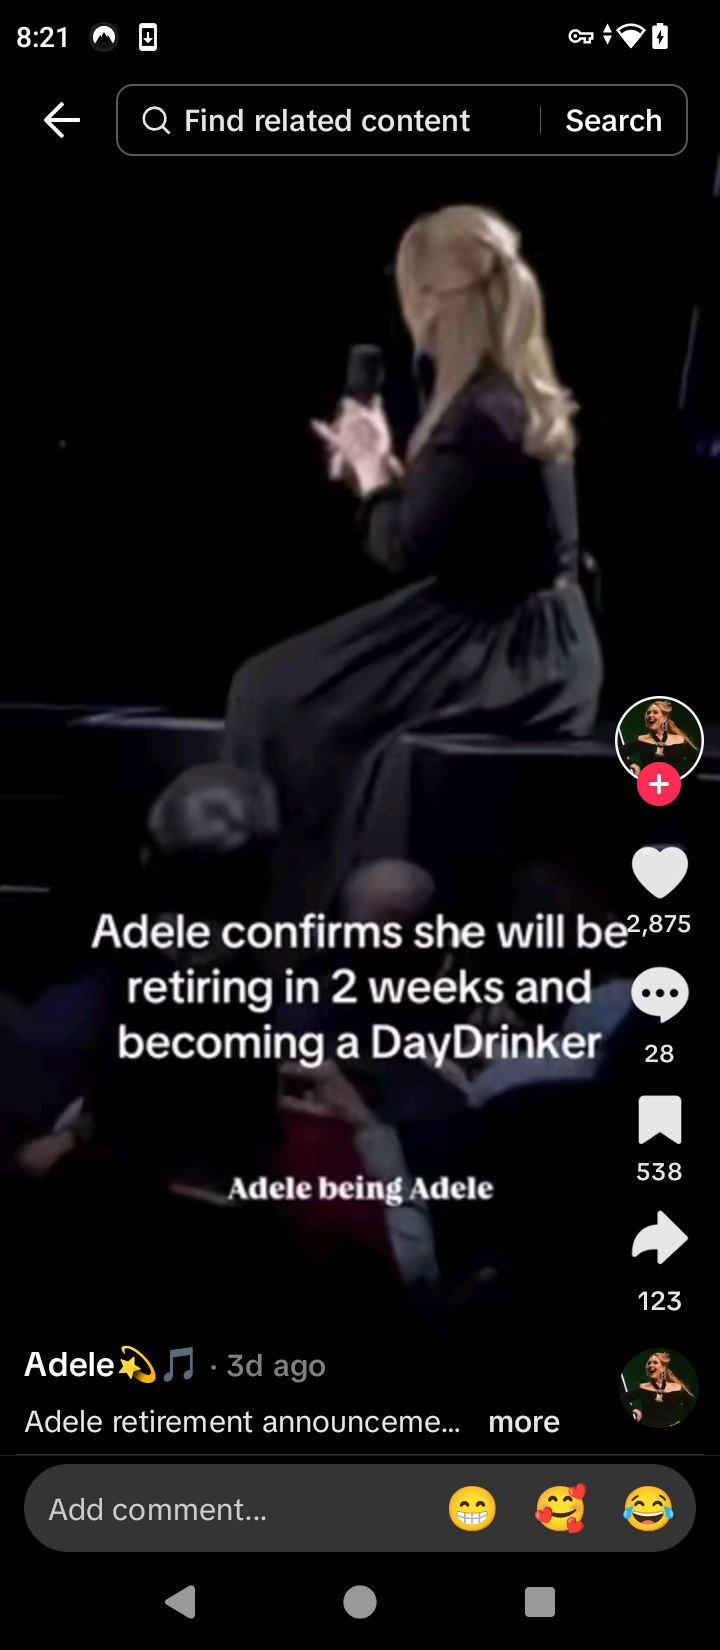 8:21
Find related content
Search
Adele confirms she will be
retiring in 2 weeks and
becoming a DayDrinker
2,875
28
538
123
Adele being Adele
Adele💫🎵 · 3d ago
Adele retirement announceme... more
Add comment...